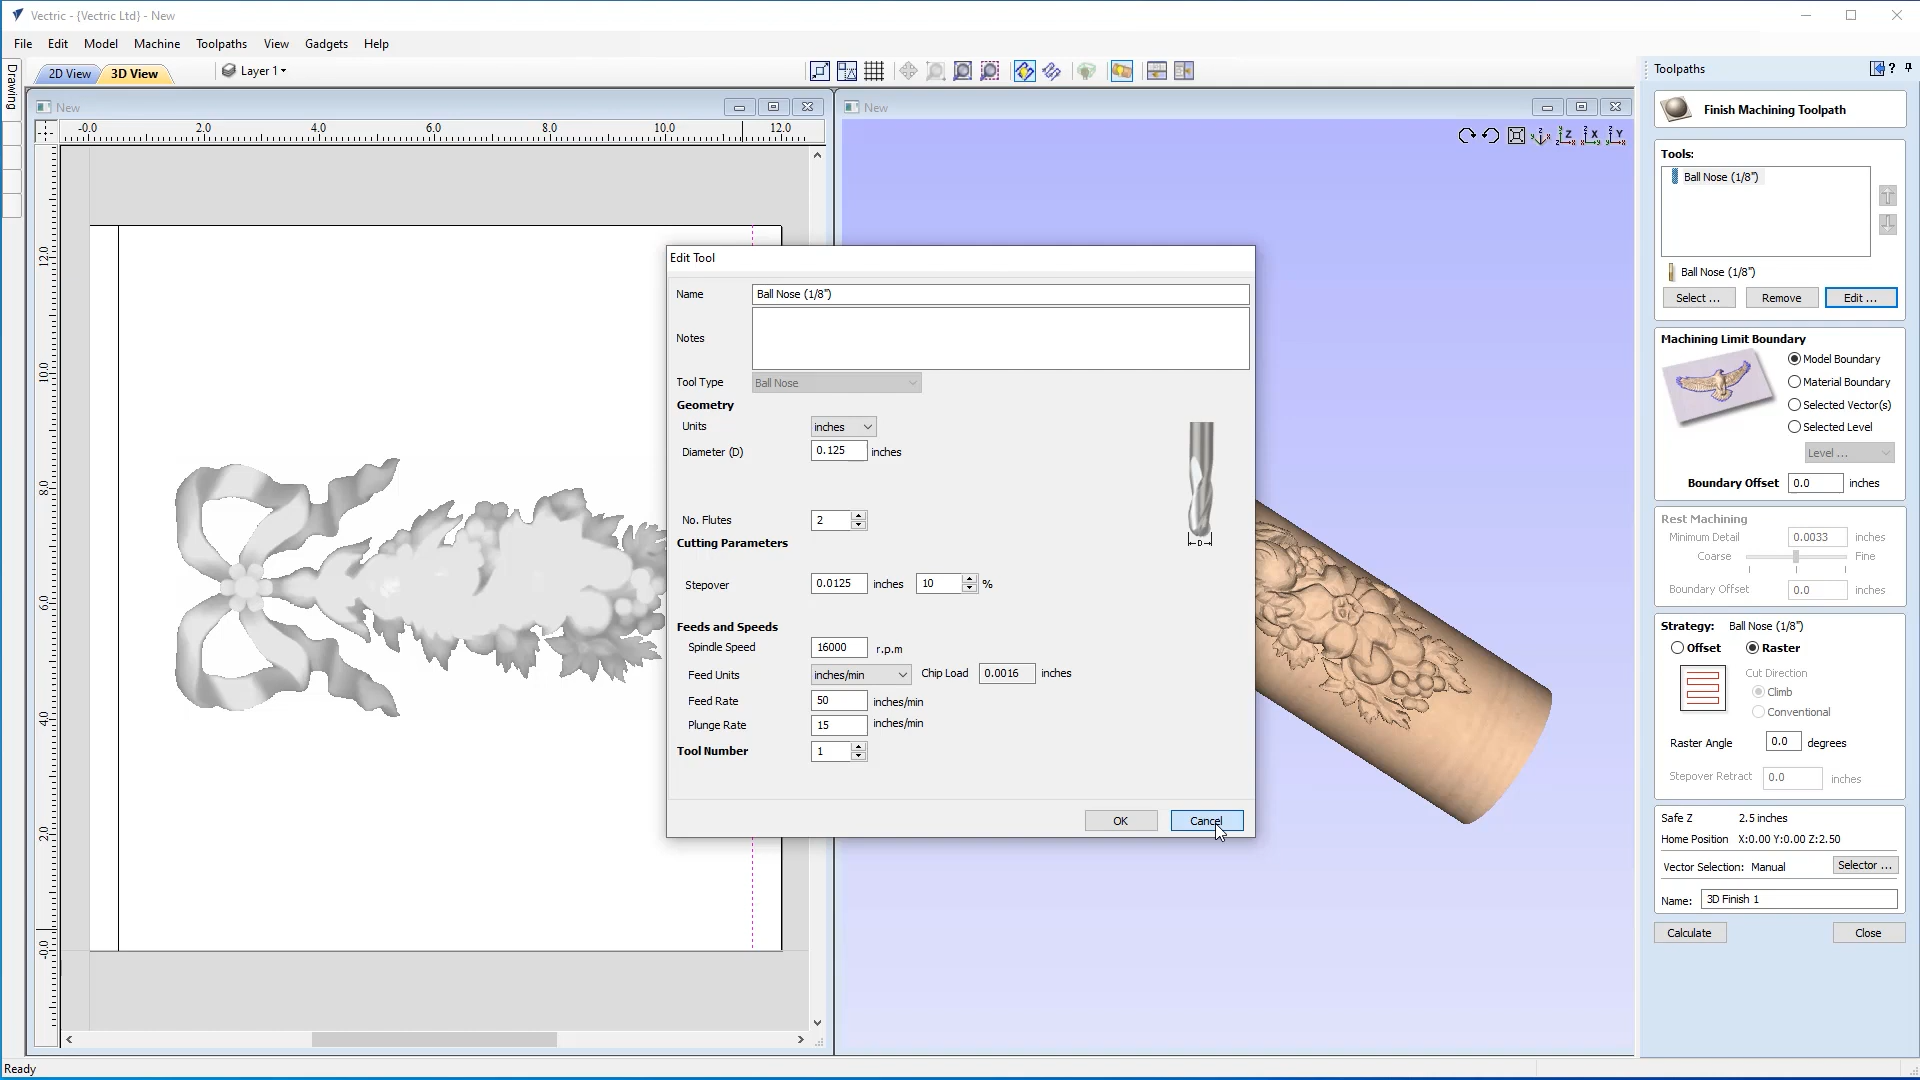 Vectric - {Vectric Ltd} - New
File Edit Model Machine Toolpaths View Gadgets Help
Drawing
2D View 3D View Layer 1
New
-0.0 2.0 4.0 6.0 8.0 10.0 12.0
12.0
10.0
8.0
6.0
4.0
2.0
-0.0
New
Edit Tool
Name Ball Nose (1/8")
Notes
Tool Type Ball Nose
Geometry
Units inches
Diameter (D) 0.125 inches
No. Flutes 2
D
Cutting Parameters
Stepover 0.0125 inches 10 %
Feeds and Speeds
Spindle Speed 16000 r.p.m
Feed Units inches/min Chip Load 0.0016 inches
Feed Rate 50 inches/min
Plunge Rate 15 inches/min
Tool Number 1
OK Cancel
Toolpaths ?
Finish Machining Toolpath
Tools:
Ball Nose (1/8")
Ball Nose (1/8")
Select ... Remove Edit ...
Machining Limit Boundary
Model Boundary
Material Boundary
Selected Vector(s)
Selected Level
Level ...
Boundary Offset 0.0 inches
Rest Machining
Minimum Detail 0.0033 inches
Coarse Fine
Boundary Offset 0.0 inches
Strategy: Ball Nose (1/8")
Offset Raster
Cut Direction
Climb
Conventional
Raster Angle 0.0 degrees
Stepover Retract 0.0 inches
Safe Z 2.5 inches
Home Position X:0.00 Y:0.00 Z:2.50
Vector Selection: Manual Selector ...
Name: 3D Finish 1
Calculate Close
Ready